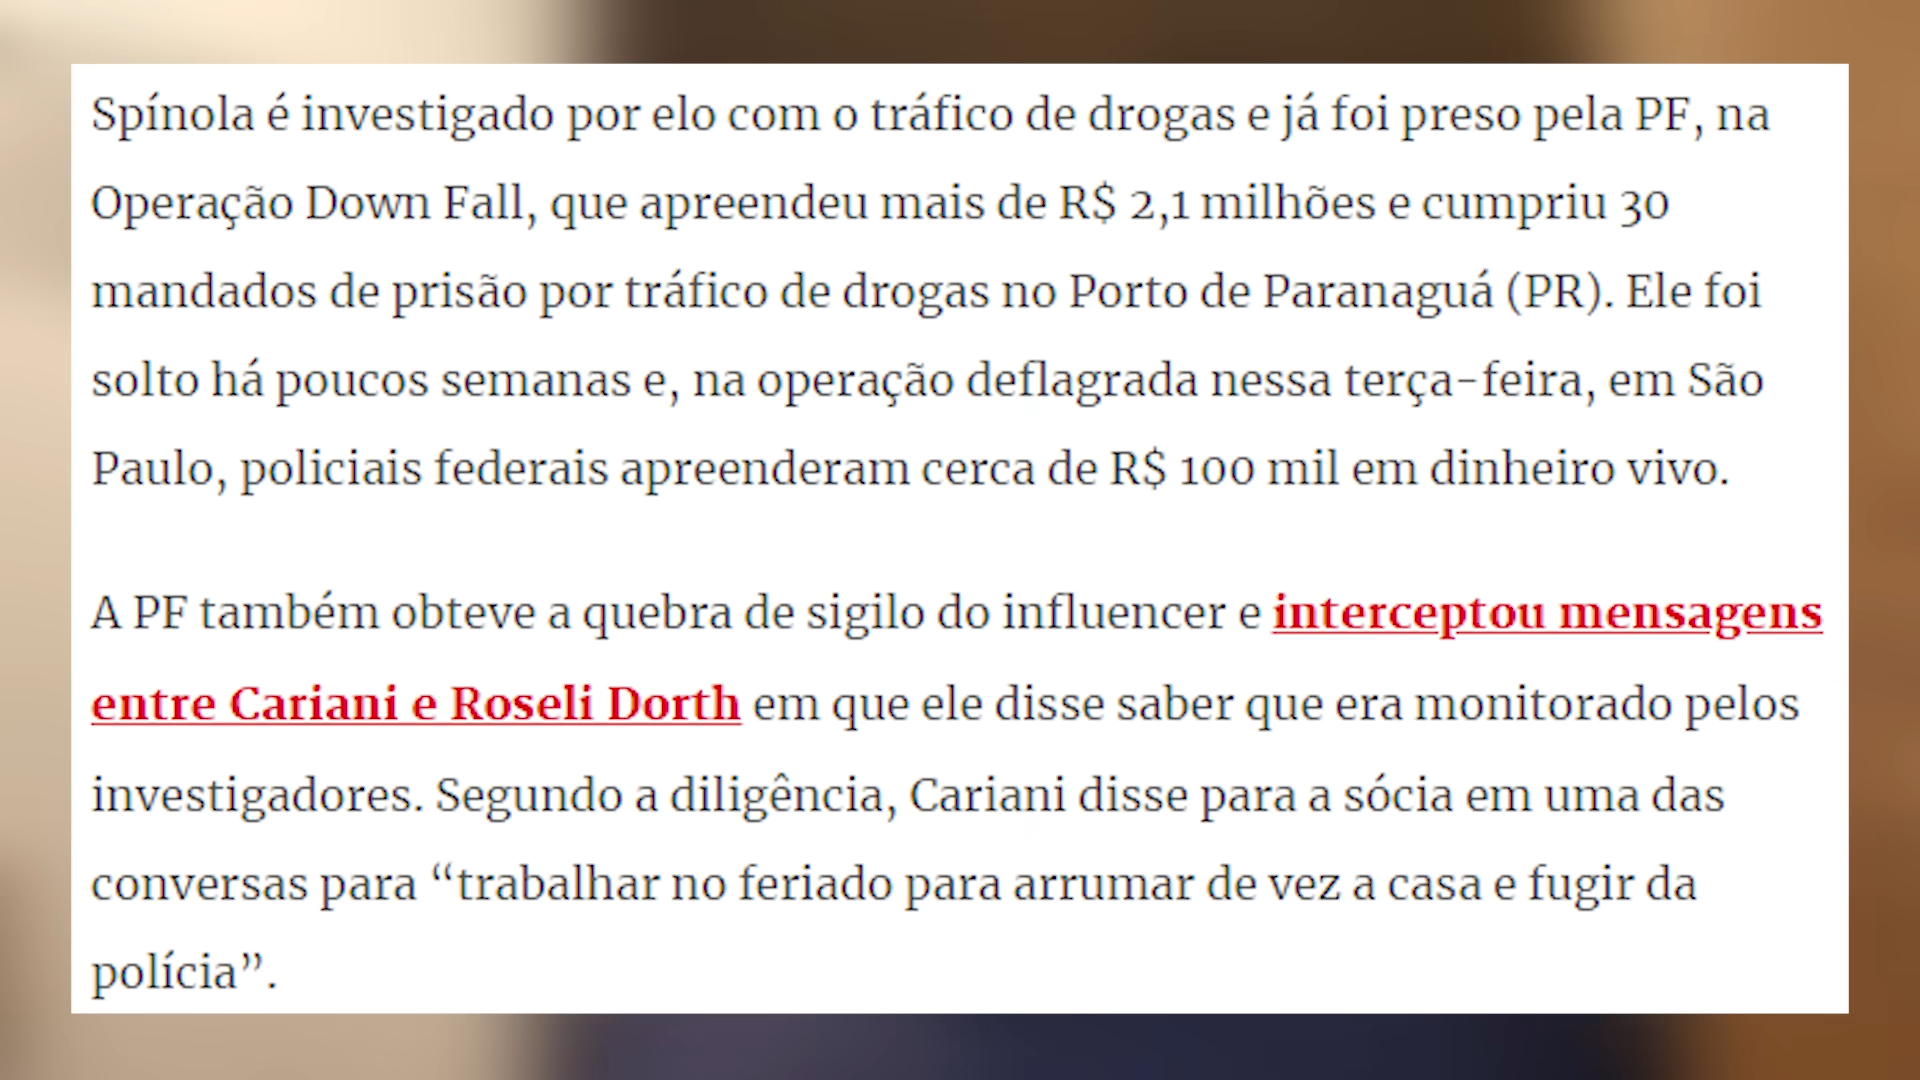 Spínola é investigado por elo com o tráfico de drogas e já foi preso pela PF, na
Operação Down Fall, que apreendeu mais de R$ 2,1 milhões e cumpriu 30
mandados de prisão por tráfico de drogas no Porto de Paranaguá (PR). Ele foi
solto há poucos semanas e, na operação deflagrada nessa terça-feira, em São
Paulo, policiais federais apreenderam cerca de R$ 100 mil em dinheiro vivo.
A PF também obteve a quebra de sigilo do influencer e interceptou mensagens
entre Cariani e Roseli Dorth em que ele disse saber que era monitorado pelos
investigadores. Segundo a diligência, Cariani disse para a sócia em uma das
conversas para “trabalhar no feriado para arrumar de vez a casa e fugir da
polícia”.